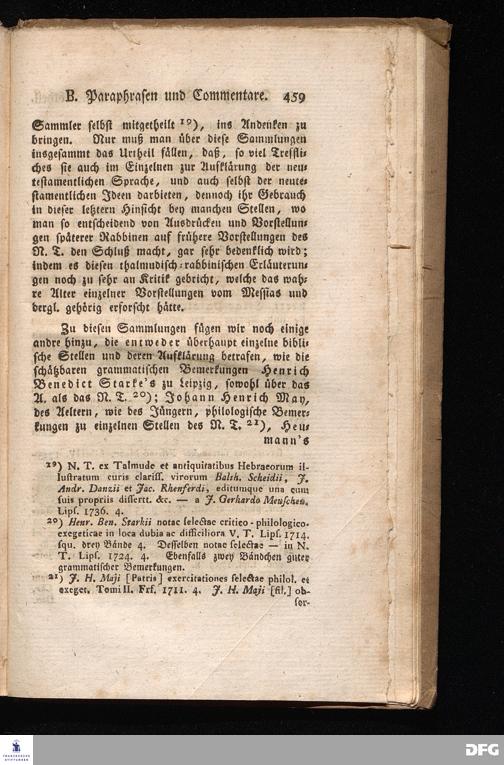 B. Paraphrasen und Commentare. 459
Sammler selbst mitgetheilt 19), ins Andenken zu
bringen. Nur muß man über diese Sammlungen
insgesammt das Urtheil fällen, daß, so viel Treffli-
ches sie auch im Einzelnen zur Aufklärung der neu-
testamentlichen Sprache, und auch selbst der neute-
stamentlichen Ideen darbieten, dennoch ihr Gebrauch
in dieser letztern Hinsicht bey manchen Stellen, wo
man so entscheidend von Ausdrücken und Vorstellun-
gen späterer Rabbinen auf frühere Vorstellungen des
N. T. den Schluß macht, gar sehr bedenklich wird;
indem es diesen thalmudisch-rabbinischen Erläuterun-
gen noch zu sehr an Kritik gebricht, welche das wah-
re Alter einzelner Vorstellungen vom Messias und
dergl. gehörig erforscht hätte.
Zu diesen Sammlungen fügen wir noch einige
andre hinzu, die entweder überhaupt einzelne bibli-
sche Stellen und deren Aufklärung betrafen, wie die
schätzbaren grammatischen Bemerkungen Henrich
Benedict Starke's zu Leipzig, sowohl über das
A. als das N. T. 20); Johann Henrich May,
des Aeltern, wie des Jüngern, philologische Bemer-
kungen zu einzelnen Stellen des N. T. 21), Heu-
mann's
19) N. T. ex Talmude et antiquitatibus Hebraeorum il-
lustratum curis clariss. virorum Balth. Scheidii, J.
Andr. Danzii et Jac. Rhenferdi, editumque una cum
suis propriis dissertt. &c. — a J. Gerhardo Meuschen.
Lips. 1736. 4.
20) Henr. Ben. Starkii notae selectae critico-philologico-
exegeticae in loca dubia ac difficiliora V. T. Lips. 1714.
squ. drey Bände 4. Desselben notae selectae — in N.
T. Lips. 1724. 4. Ebenfalls zwey Bändchen guter
grammatischer Bemerkungen.
21) J. H. Maji [Patris] exercitationes selectae philol. et
exeget. Tomi II. Frf. 1711. 4. J. H. Maji [fil.] ob-
ser-
FRANCKESCHE
STIFTUNGEN
DFG